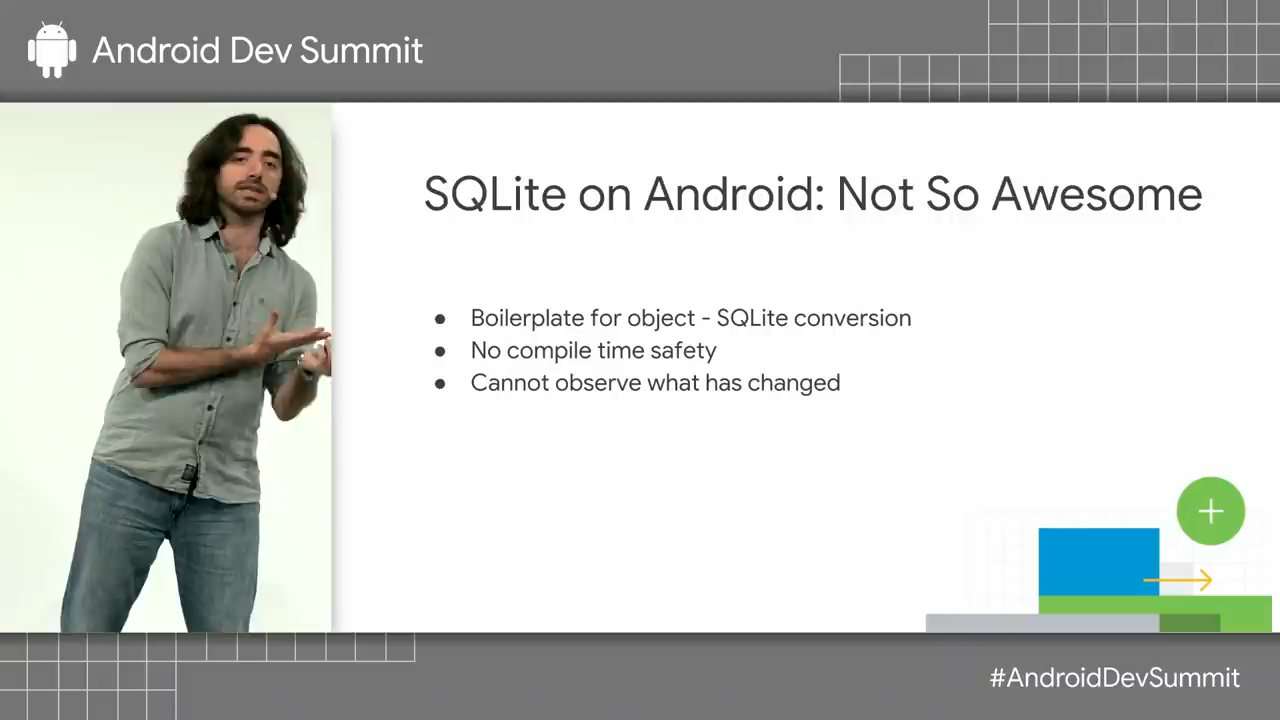 Android Dev Summit
SQLite on Android: Not So Awesome
● Boilerplate for object - SQLite conversion
● No compile time safety
● Cannot observe what has changed
#AndroidDevSummit